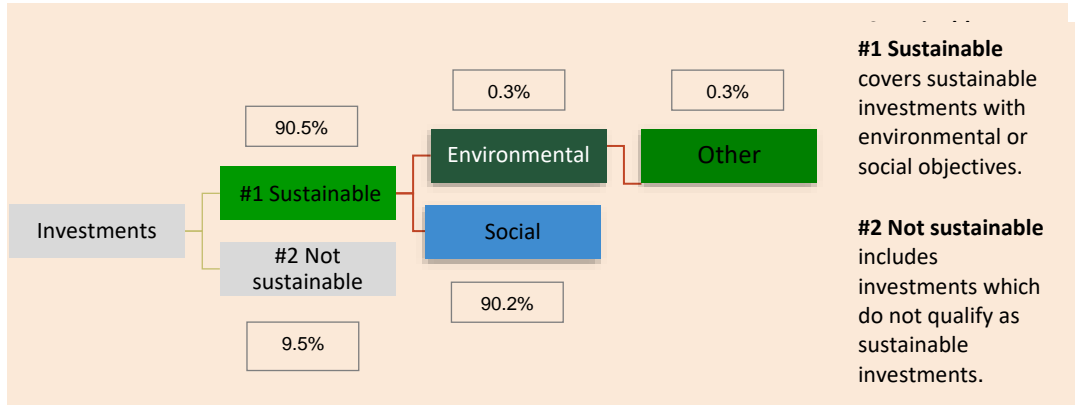 0.3%
0.3%
90.5%
Environmental
Other
#1 Sustainable
Investments
Social
#2 Not
sustainable
90.2%
9.5%
#1 Sustainable
covers sustainable
investments with
environmental or
social objectives.
#2 Not sustainable
includes
investments which
do not qualify as
sustainable
investments.